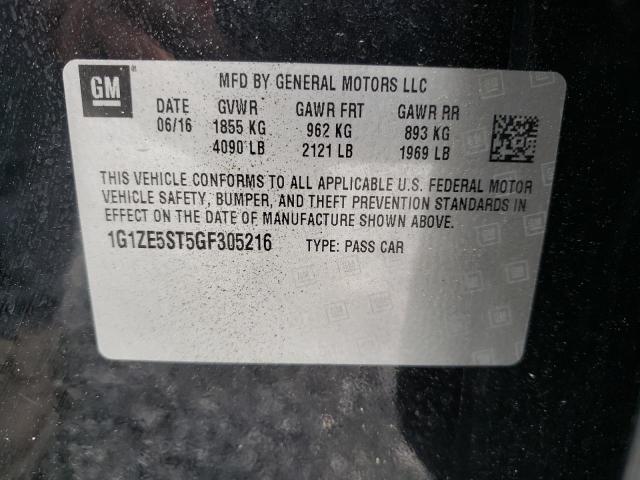 GM
MFD BY GENERAL MOTORS LLC
DATE GVWR GAWR FRT GAWR RR
06/16 1855 KG 962 KG 893 KG
4090 LB 2121 LB 1969 LB
THIS VEHICLE CONFORMS TO ALL APPLICABLE U.S. FEDERAL MOTOR
VEHICLE SAFETY, BUMPER, AND THEFT PREVENTION STANDARDS IN
EFFECT ON THE DATE OF MANUFACTURE SHOWN ABOVE.
1G1ZE5ST5GF305216 TYPE: PASS CAR